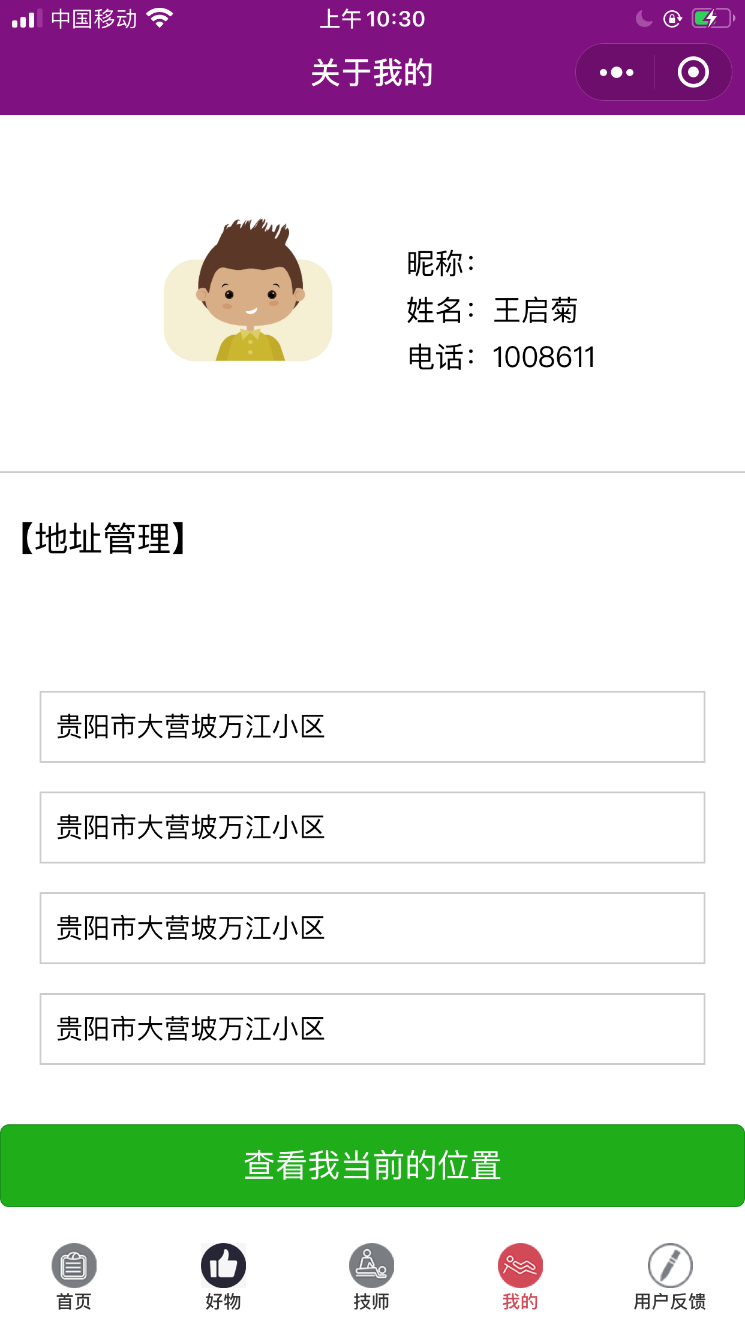 中国移动
上午10:30
关于我的
昵称：
姓名：王启菊
电话：1008611
【地址管理】
贵阳市大营坡万江小区
贵阳市大营坡万江小区
贵阳市大营坡万江小区
贵阳市大营坡万江小区
查看我当前的位置
首页
好物
技师
我的
用户反馈